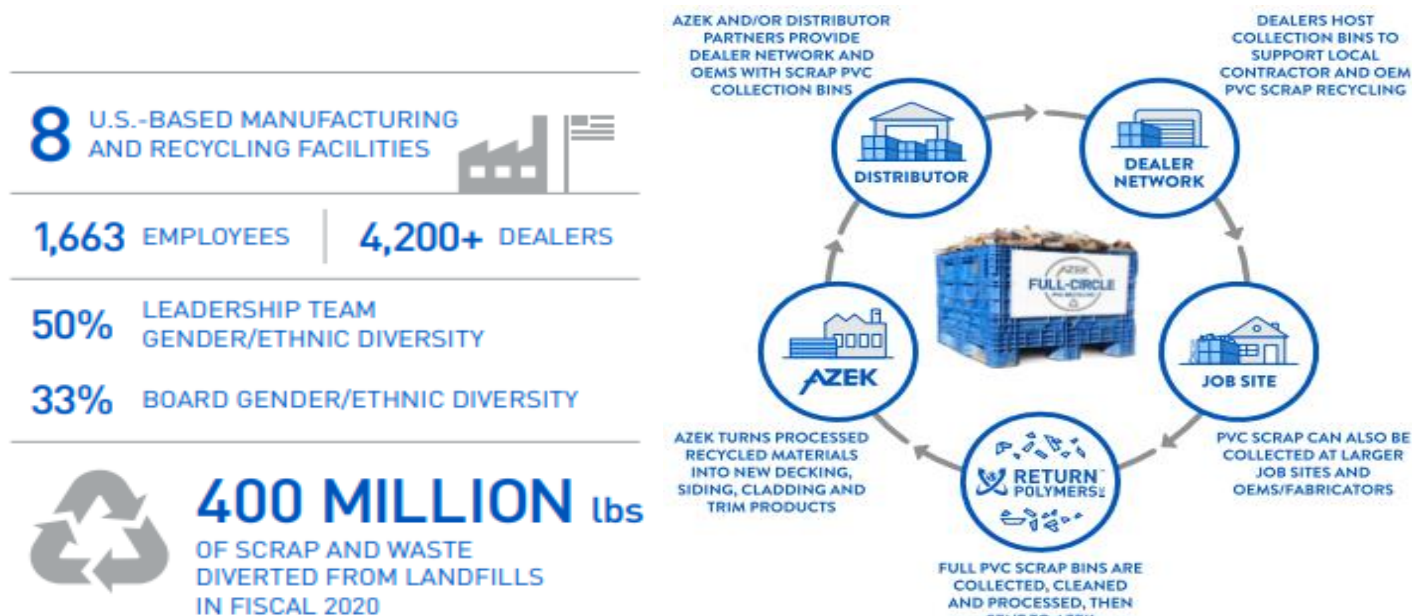 8 U.S.-BASED MANUFACTURING
AND RECYCLING FACILITIES
1,663 EMPLOYEES
4,200+ DEALERS
50% LEADERSHIP TEAM
GENDER/ETHNIC DIVERSITY
33% BOARD GENDER/ETHNIC DIVERSITY
400 MILLION lbs
OF SCRAP AND WASTE
DIVERTED FROM LANDFILLS
IN FISCAL 2020
AZEK AND/OR DISTRIBUTOR
PARTNERS PROVIDE
DEALER NETWORK AND
OEMS WITH SCRAP PVC
COLLECTION BINS
DISTRIBUTOR
DEALERS HOST
COLLECTION BINS TO
SUPPORT LOCAL
CONTRACTOR AND OEM
PVC SCRAP RECYCLING
DEALER
NETWORK
AZEK
FULL-CIRCLE
PVC RECYCLING
JOB SITE
PVC SCRAP CAN ALSO BE
COLLECTED AT LARGER
JOB SITES AND
OEMS/FABRICATORS
RETURN
POLYMERS
FULL PVC SCRAP BINS ARE
COLLECTED, CLEANED
AND PROCESSED, THEN
AZEK
AZEK TURNS PROCESSED
RECYCLED MATERIALS
INTO NEW DECKING,
SIDING, CLADDING AND
TRIM PRODUCTS